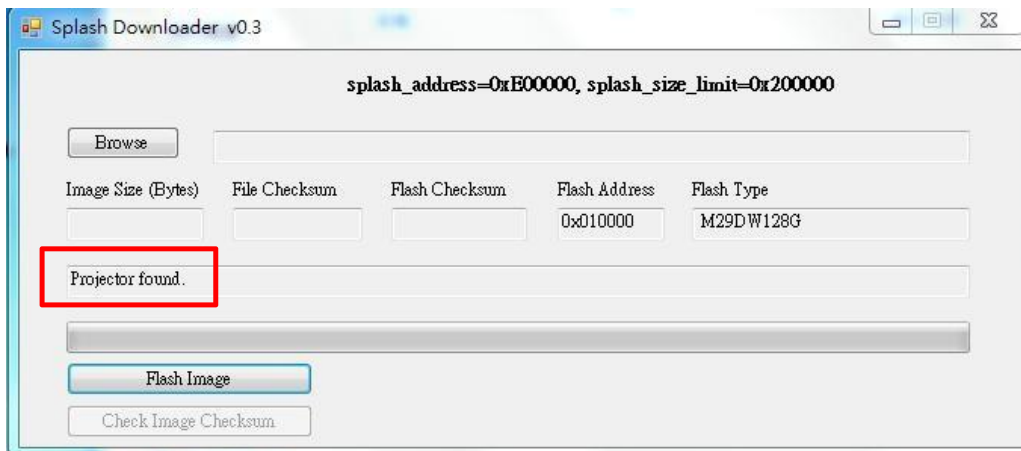 Splash Downloader v0.3
splash_address=0xE00000, splash_size_limit=0x200000
Browse
Image Size (Bytes) File Checksum Flash Checksum Flash Address Flash Type
0x010000 M29DW128G
Projector found.
Flash Image
Check Image Checksum